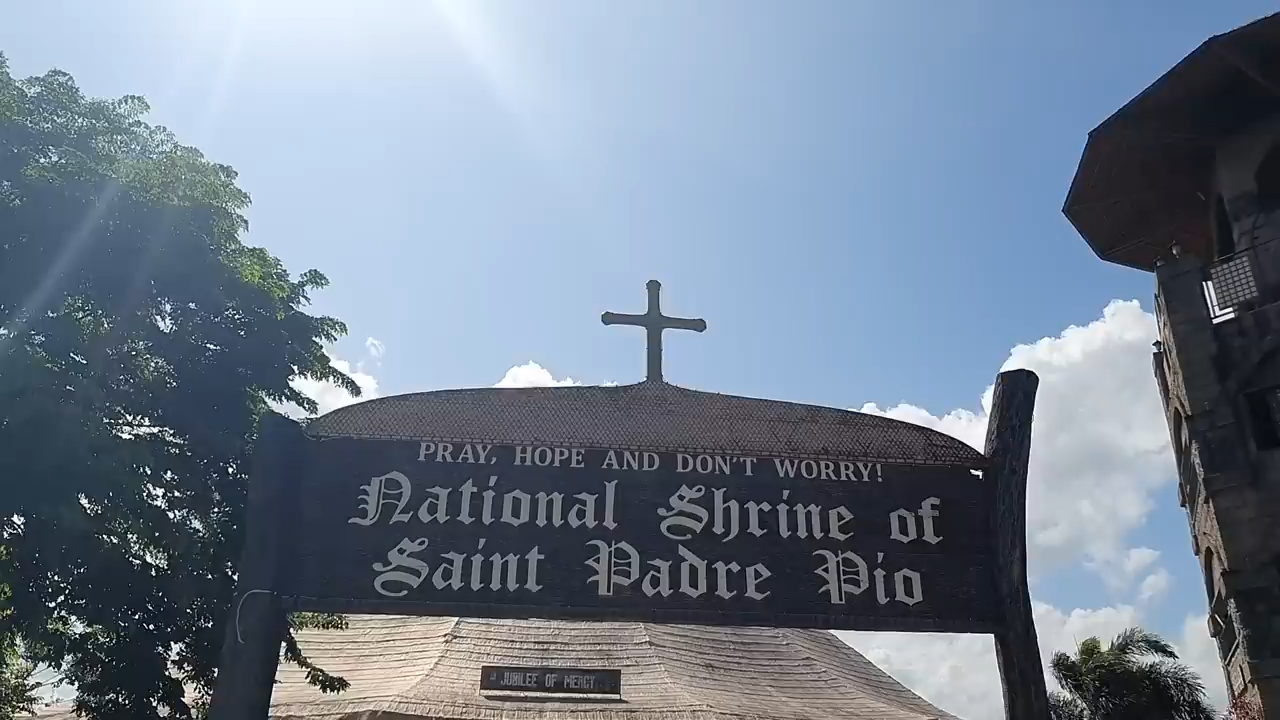 PRAY, HOPE AND DON'T WORRY!
National Shrine of
Saint Padre Pio
JUBILEE OF MERCY